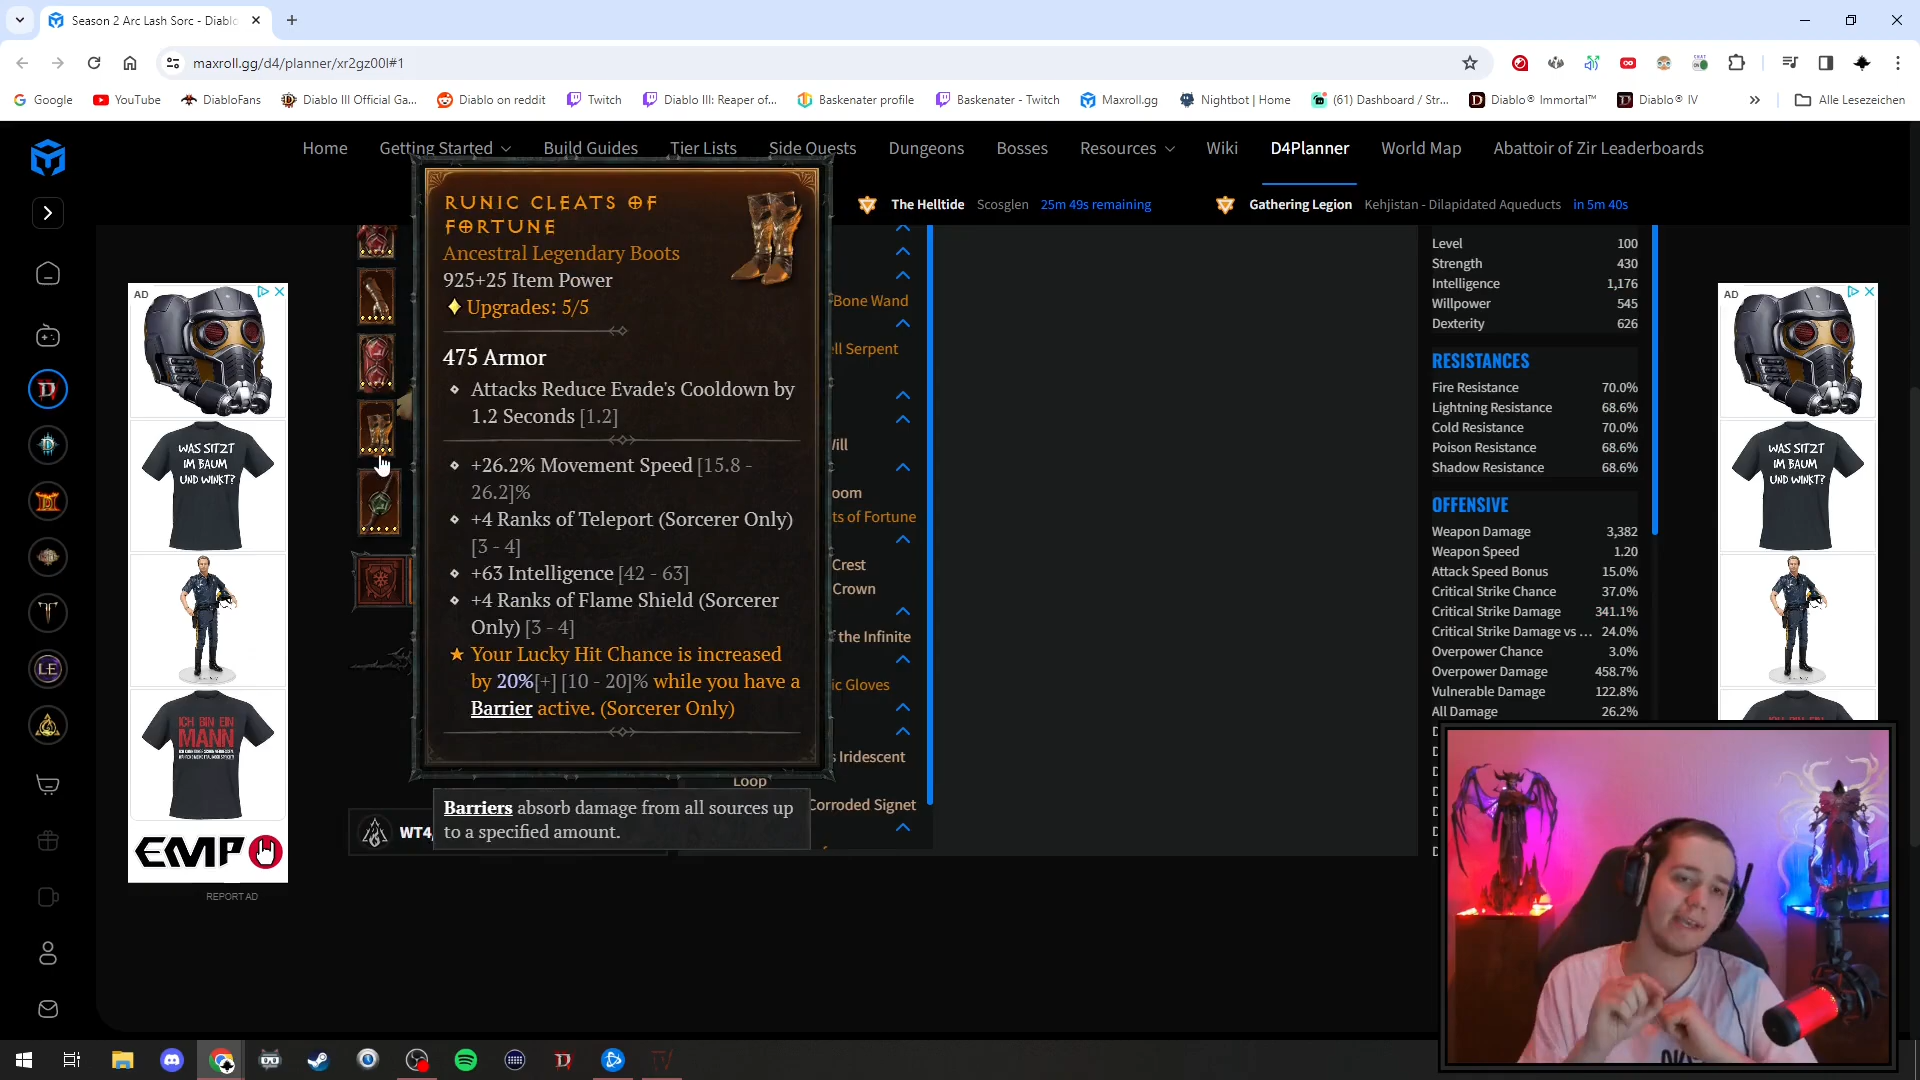 Season 2 Arc Lash Sorc - Diablo
maxroll.gg/d4/planner/xr2gz00l#1
Google
YouTube
DiabloFans
Diablo III Official Ga...
Diablo on reddit
Twitch
Diablo III: Reaper of...
Baskenater profile
Baskenater - Twitch
Maxroll.gg
Nightbot | Home
(61) Dashboard / Str...
Diablo® Immortal™
Diablo® IV
Alle Lesezeichen
Home
Getting Started
Build Guides
Tier Lists
Side Quests
Dungeons
Bosses
Resources
Wiki
D4Planner
World Map
Abattoir of Zir Leaderboards
The Helltide Scosglen 25m 49s remaining
Gathering Legion Kehjistan - Dilapidated Aqueducts in 5m 40s
RUNIC CLEATS OF
FORTUNE
Ancestral Legendary Boots
925+25 Item Power
Upgrades: 5/5
475 Armor
Attacks Reduce Evade's Cooldown by
1.2 Seconds [1.2]
+26.2% Movement Speed [15.8 -
26.2]%
+4 Ranks of Teleport (Sorcerer Only)
[3 - 4]
+63 Intelligence [42 - 63]
+4 Ranks of Flame Shield (Sorcerer
Only) [3 - 4]
Your Lucky Hit Chance is increased
by 20%[+] [10 - 20]% while you have a
Barrier active. (Sorcerer Only)
Barriers absorb damage from all sources up
to a specified amount.
WT4,
Bone Wand
ll Serpent
Will
oom
ts of Fortune
Crest
Crown
the Infinite
ic Gloves
s Iridescent
Loop
Corroded Signet
Level 100
Strength 430
Intelligence 1,176
Willpower 545
Dexterity 626
RESISTANCES
Fire Resistance 70.0%
Lightning Resistance 68.6%
Cold Resistance 70.0%
Poison Resistance 68.6%
Shadow Resistance 68.6%
OFFENSIVE
Weapon Damage 3,382
Weapon Speed 1.20
Attack Speed Bonus 15.0%
Critical Strike Chance 37.0%
Critical Strike Damage 341.1%
Critical Strike Damage vs ... 24.0%
Overpower Chance 3.0%
Overpower Damage 458.7%
Vulnerable Damage 122.8%
All Damage 26.2%
D
D
D
D
D
D
D
AD
WAS SITZT
IM BAUM
UND WINKT?
ICH BIN EIN
MANN
EMP
REPORT AD
AD
WAS SITZT
IM BAUM
UND WINKT?
LE